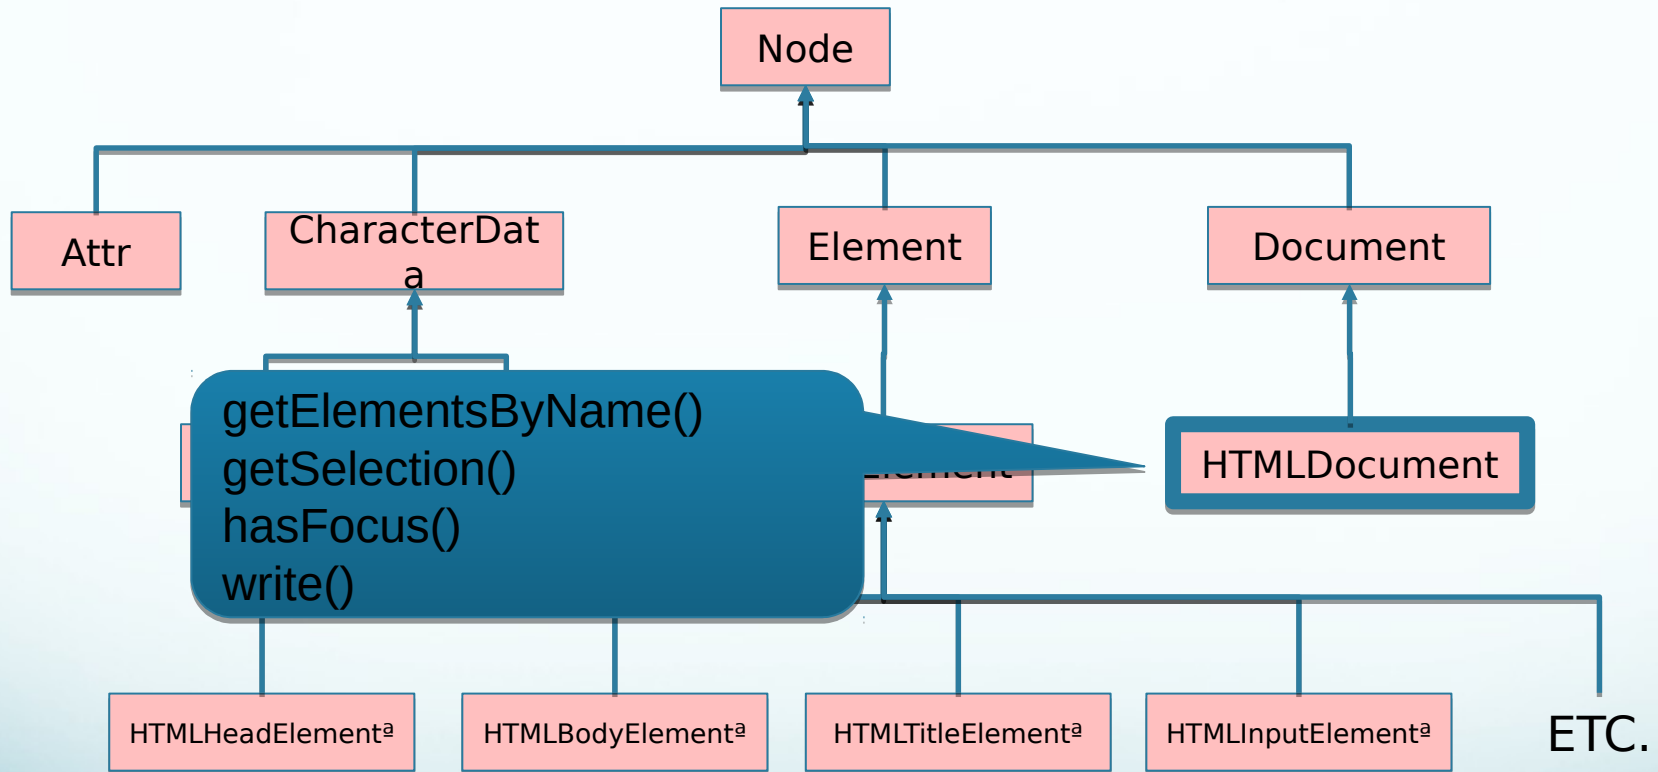 Node
Attr
CharacterDat
a
Element
Document
getElementsByName()
getSelection()
hasFocus()
write()
HTMLDocument
HTMLHeadElementª
HTMLBodyElementª
HTMLTitleElementª
HTMLInputElementª
ETC.